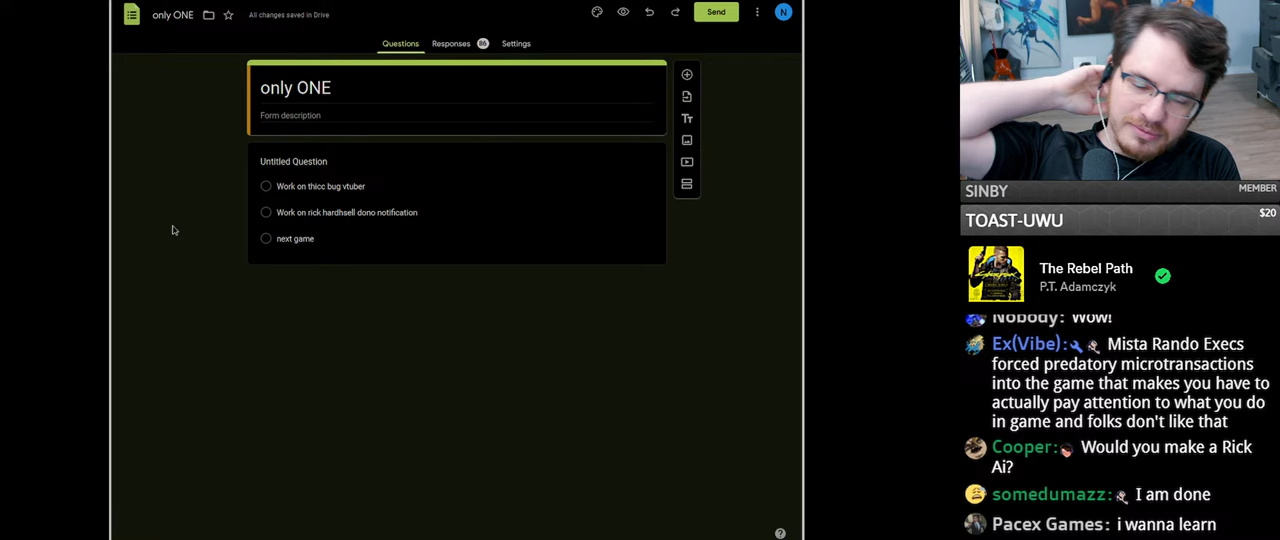 only ONE
All changes saved in Drive
Send
N
Questions
Responses 86
Settings
only ONE
Form description
Untitled Question
Work on thicc bug vtuber
Work on rick hardhsell dono notification
next game
SINBY
MEMBER
TOAST-UWU
$20
The Rebel Path
P.T. Adamczyk
Nobody: Wow!
Ex(Vibe): Mista Rando Execs
forced predatory microtransactions
into the game that makes you have to
actually pay attention to what you do
in game and folks don't like that
Cooper: Would you make a Rick
Ai?
somedumazz: I am done
Pacex Games: i wanna learn